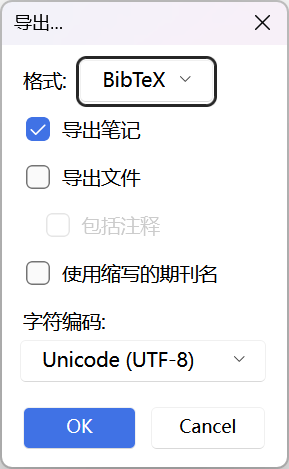 导出...
格式: BibTeX
导出笔记
导出文件
包括注释
使用缩写的期刊名
字符编码:
Unicode (UTF-8)
OK Cancel